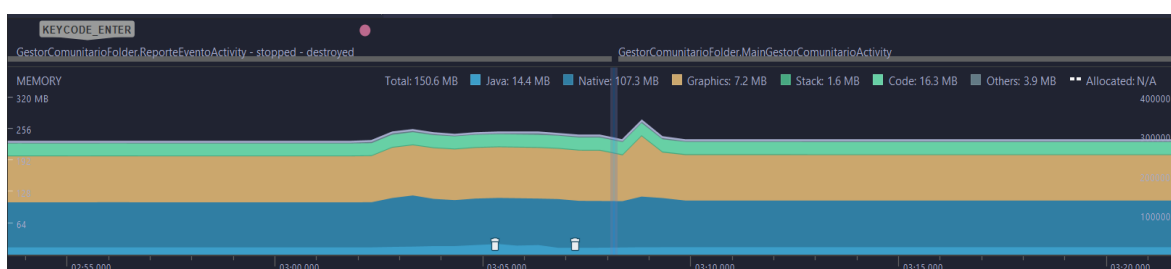 KEYCODE_ENTER
GestorComunitarioFolder.ReporteEventoActivity - stopped - destroyed
GestorComunitarioFolder.MainGestorComunitarioActivity
MEMORY
Total: 150.6 MB Java: 14.4 MB Native: 107.3 MB Graphics: 7.2 MB Stack: 1.6 MB Code: 16.3 MB Others: 3.9 MB Allocated: N/A
320 MB
400000
256
300000
64
100000
02:55.000 03:00.000 03:05.000 03:10.000 03:15.000 03:20.000